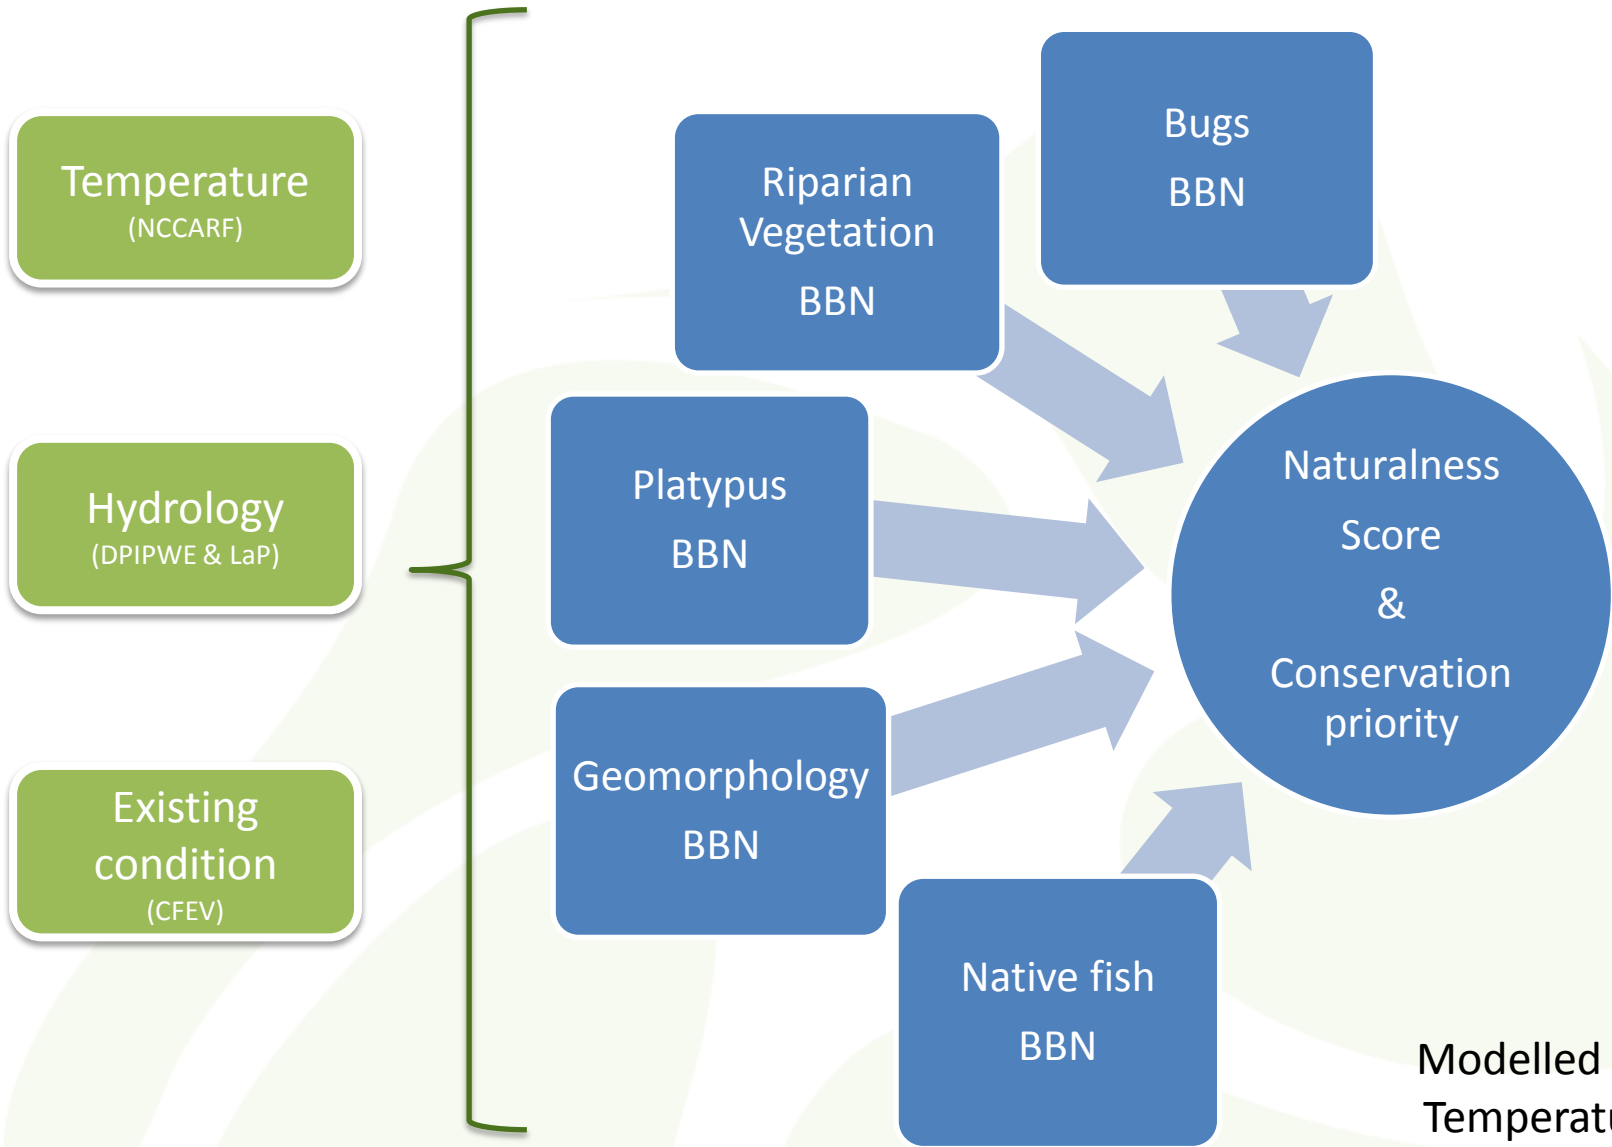 Temperature
(NCCARF)
Hydrology
(DPIPWE & LaP)
Existing
condition
(CFEV)
Bugs
BBN
Riparian
Vegetation
BBN
Platypus
BBN
Geomorphology
BBN
Native fish
BBN
Naturalness
Score
&
Conservation
priority
Modelled